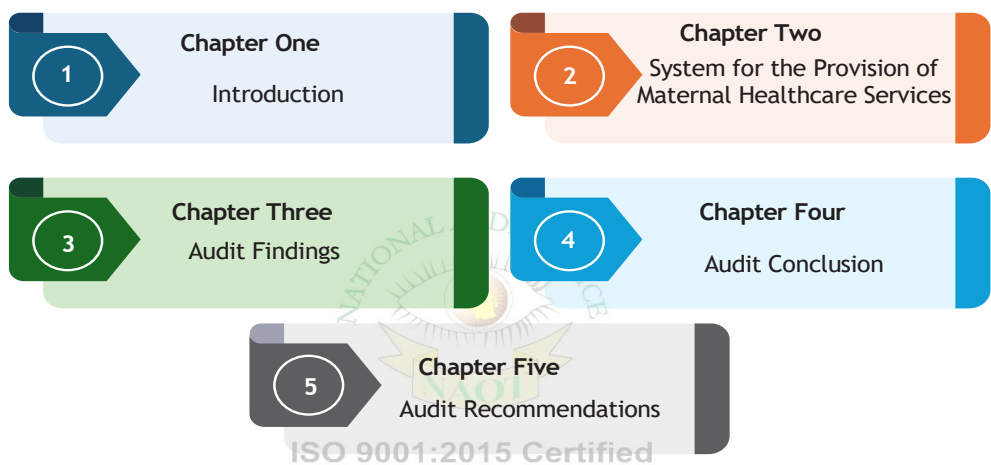 1
Chapter One
Introduction
2
Chapter Two
System for the Provision of
Maternal Healthcare Services
3
Chapter Three
Audit Findings
4
Chapter Four
Audit Conclusion
5
Chapter Five
Audit Recommendations
NAOT
ISO 9001:2015 Certified